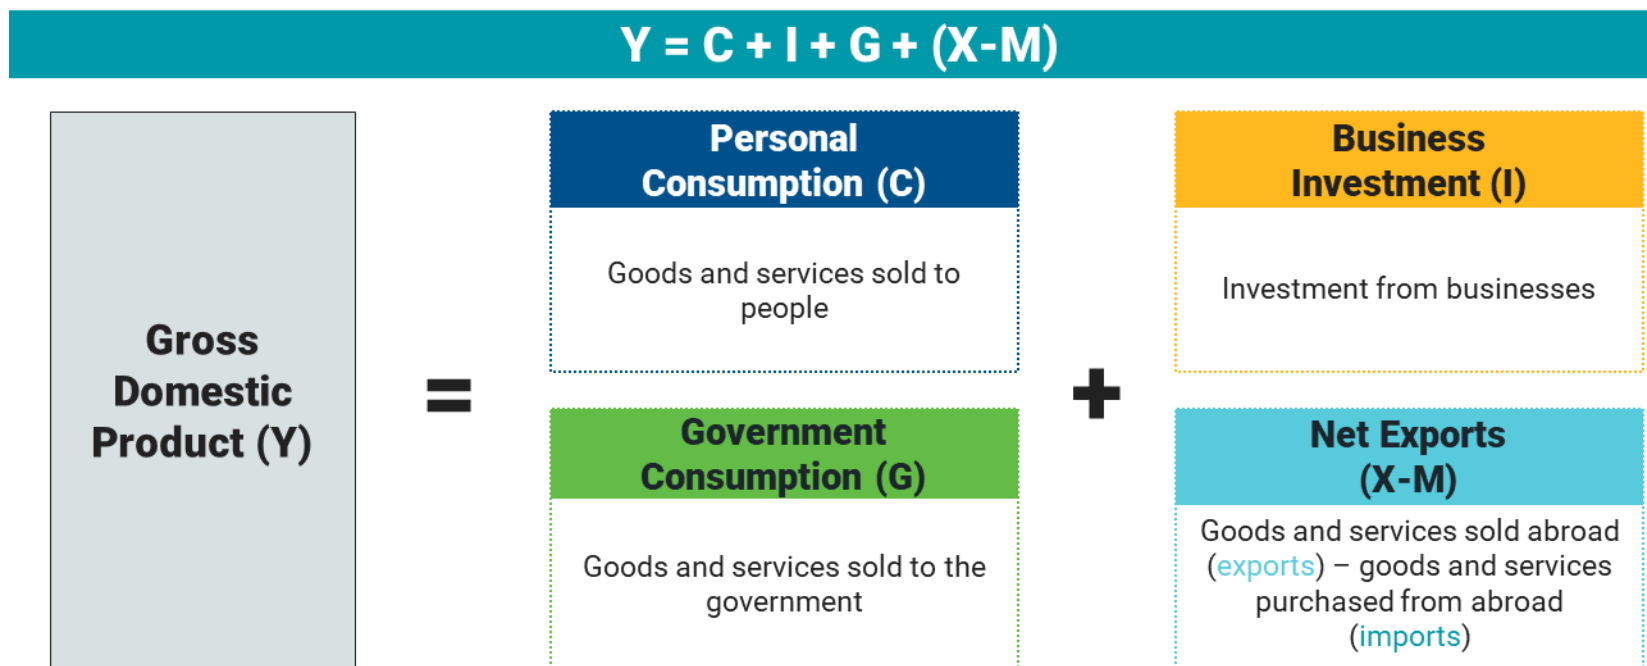 Y = C + I + G + (X-M)
Gross
Domestic
Product (Y)
=
Personal
Consumption (C)
Goods and services sold to
people
+
Business
Investment (I)
Investment from businesses
Government
Consumption (G)
Goods and services sold to the
government
Net Exports
(X-M)
Goods and services sold abroad
(exports) – goods and services
purchased from abroad
(imports)